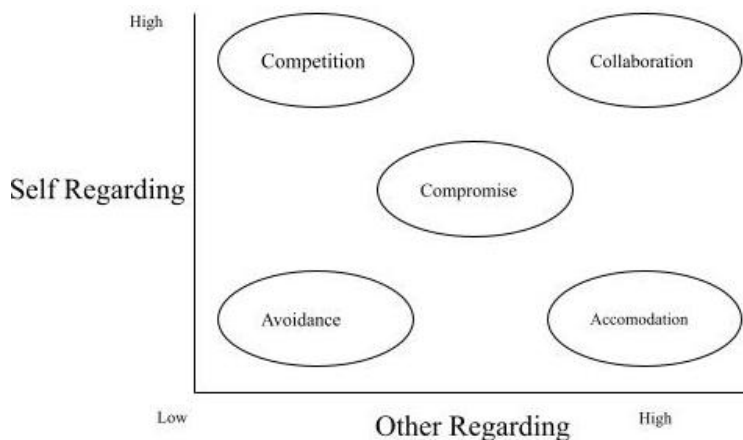 High
Competition
Collaboration
Self Regarding
Compromise
Avoidance
Accomodation
Low
Other Regarding
High